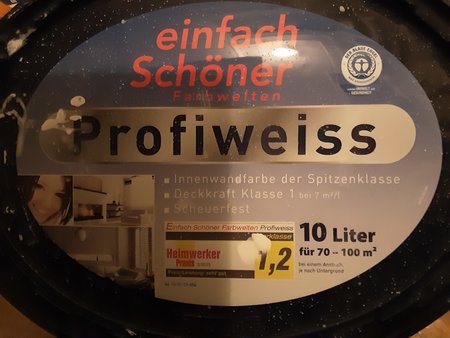 einfach
Schöner
Farbwelten
Profiweiss
Innenwandfarbe der Spitzenklasse
Deckkraft Klasse 1 bei 7 m²/l
Scheuerfest
Einfach Schöner Farbwelten Profiweiss
Heimwerker
Praxis
1,2
10 Liter
für 70 – 100 m²
bei einem Anstrich,
je nach Untergrund